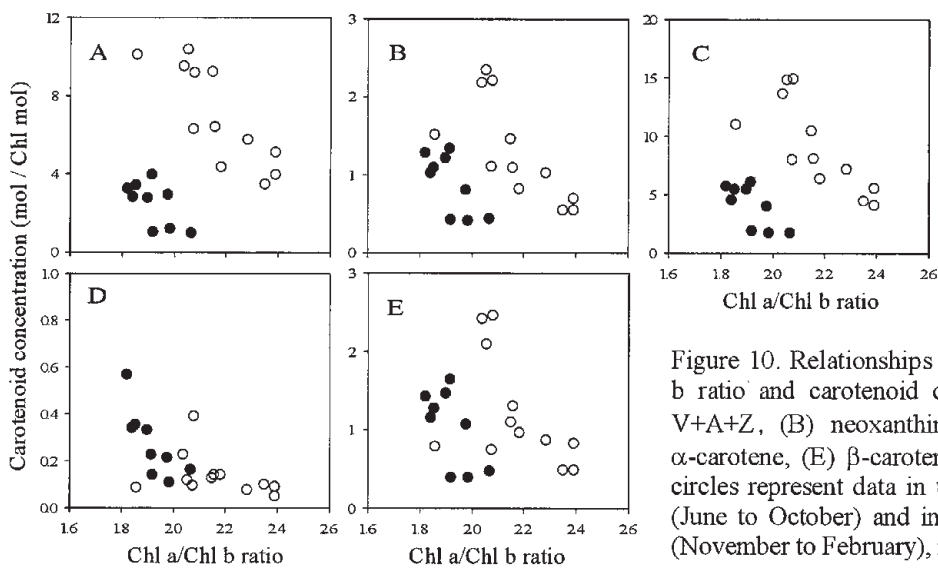 Carotenoid concentration (mol / Chl mol)
A
12
8
4
0
B
3
2
1
0
C
20
15
10
5
0
1.6 1.8 2.0 2.2 2.4 2.6
Chl a/Chl b ratio
D
1.0
0.8
0.6
0.4
0.2
0.0
1.6 1.8 2.0 2.2 2.4 2.6
Chl a/Chl b ratio
E
3
2
1
0
1.6 1.8 2.0 2.2 2.4 2.6
Chl a/Chl b ratio
Figure 10. Relationships
b ratio and carotenoid c
V+A+Z, (B) neoxanthin
α-carotene, (E) β-caroten
circles represent data in t
(June to October) and in
(November to February),